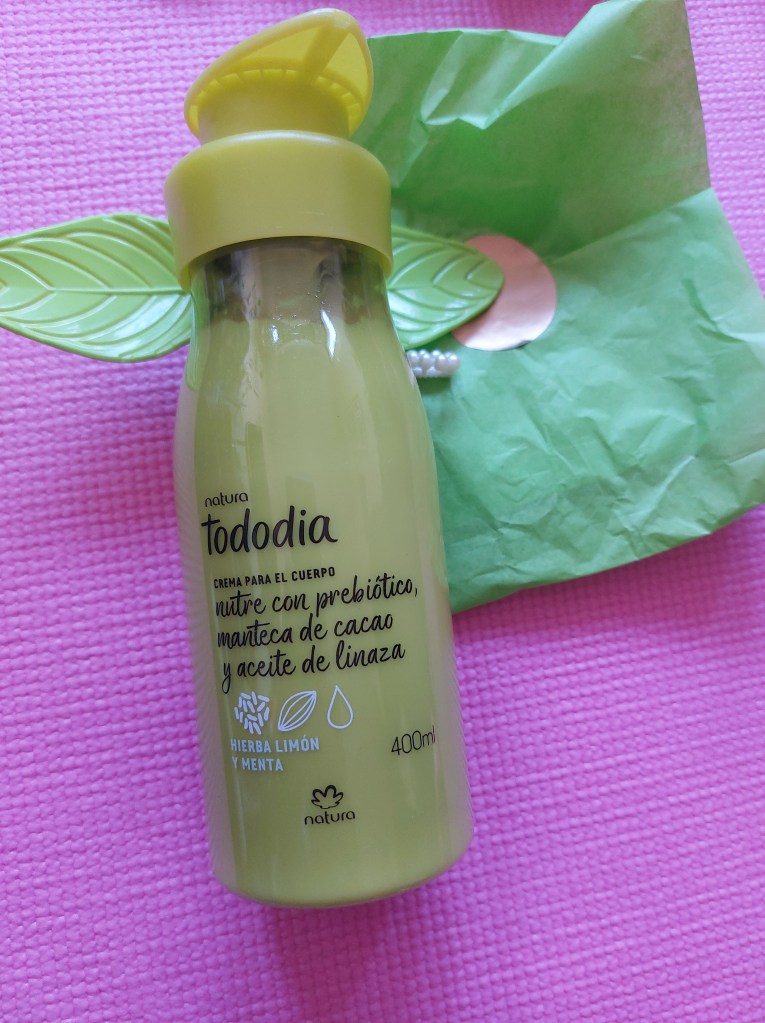 natura
tododia
CREMA PARA EL CUERPO
nutre con prebiótico,
manteca de cacao
y aceite de linaza
HIERBA LIMÓN
Y MENTA
400ml
natura